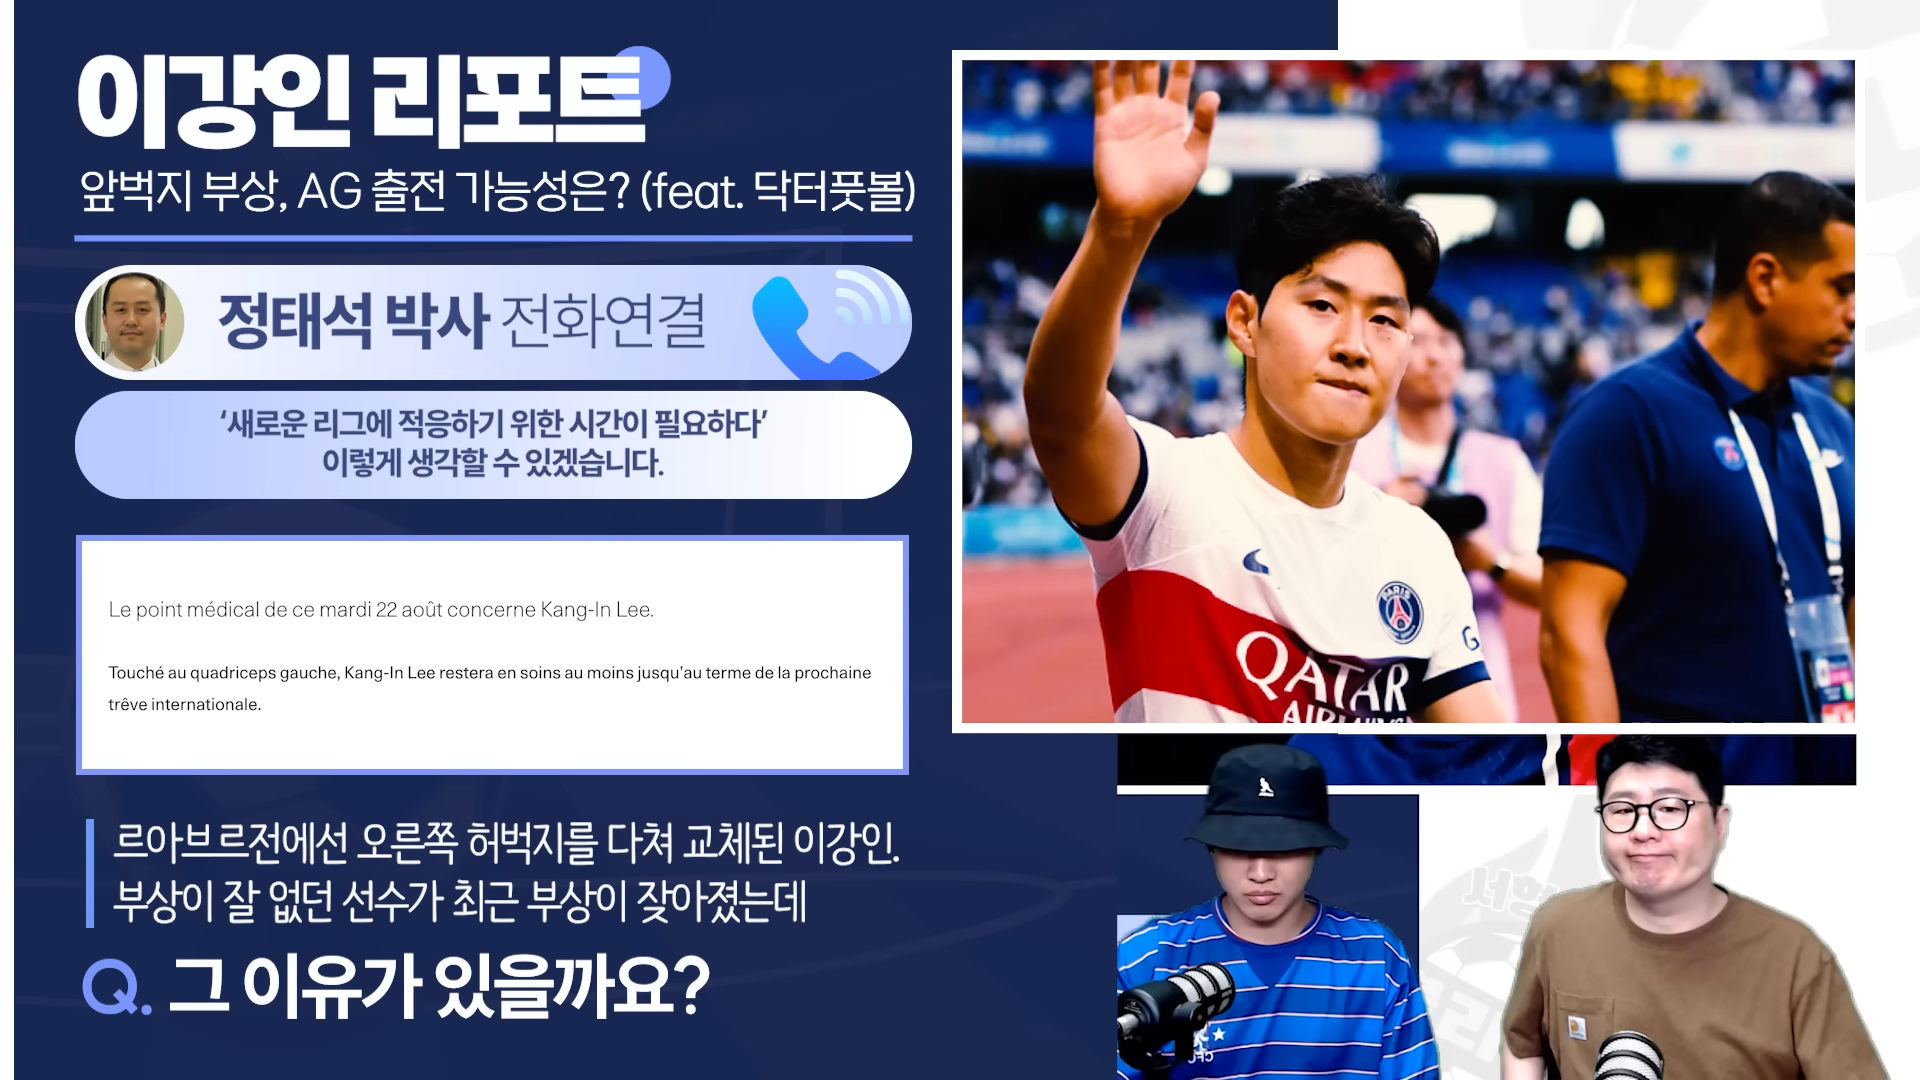 이강인 리포트
앞벅지 부상, AG 출전 가능성은? (feat. 닥터풋볼)
정태석 박사 전화연결
‘새로운 리그에 적응하기 위한 시간이 필요하다’
이렇게 생각할 수 있겠습니다.
Le point médical de ce mardi 22 août concerne Kang-In Lee.
Touché au quadriceps gauche, Kang-In Lee restera en soins au moins jusqu’au terme de la prochaine
trêve internationale.
르아브르전에선 오른쪽 허벅지를 다쳐 교체된 이강인.
부상이 잘 없던 선수가 최근 부상이 잦아졌는데
Q. 그 이유가 있을까요?
PARIS
G
QATAR